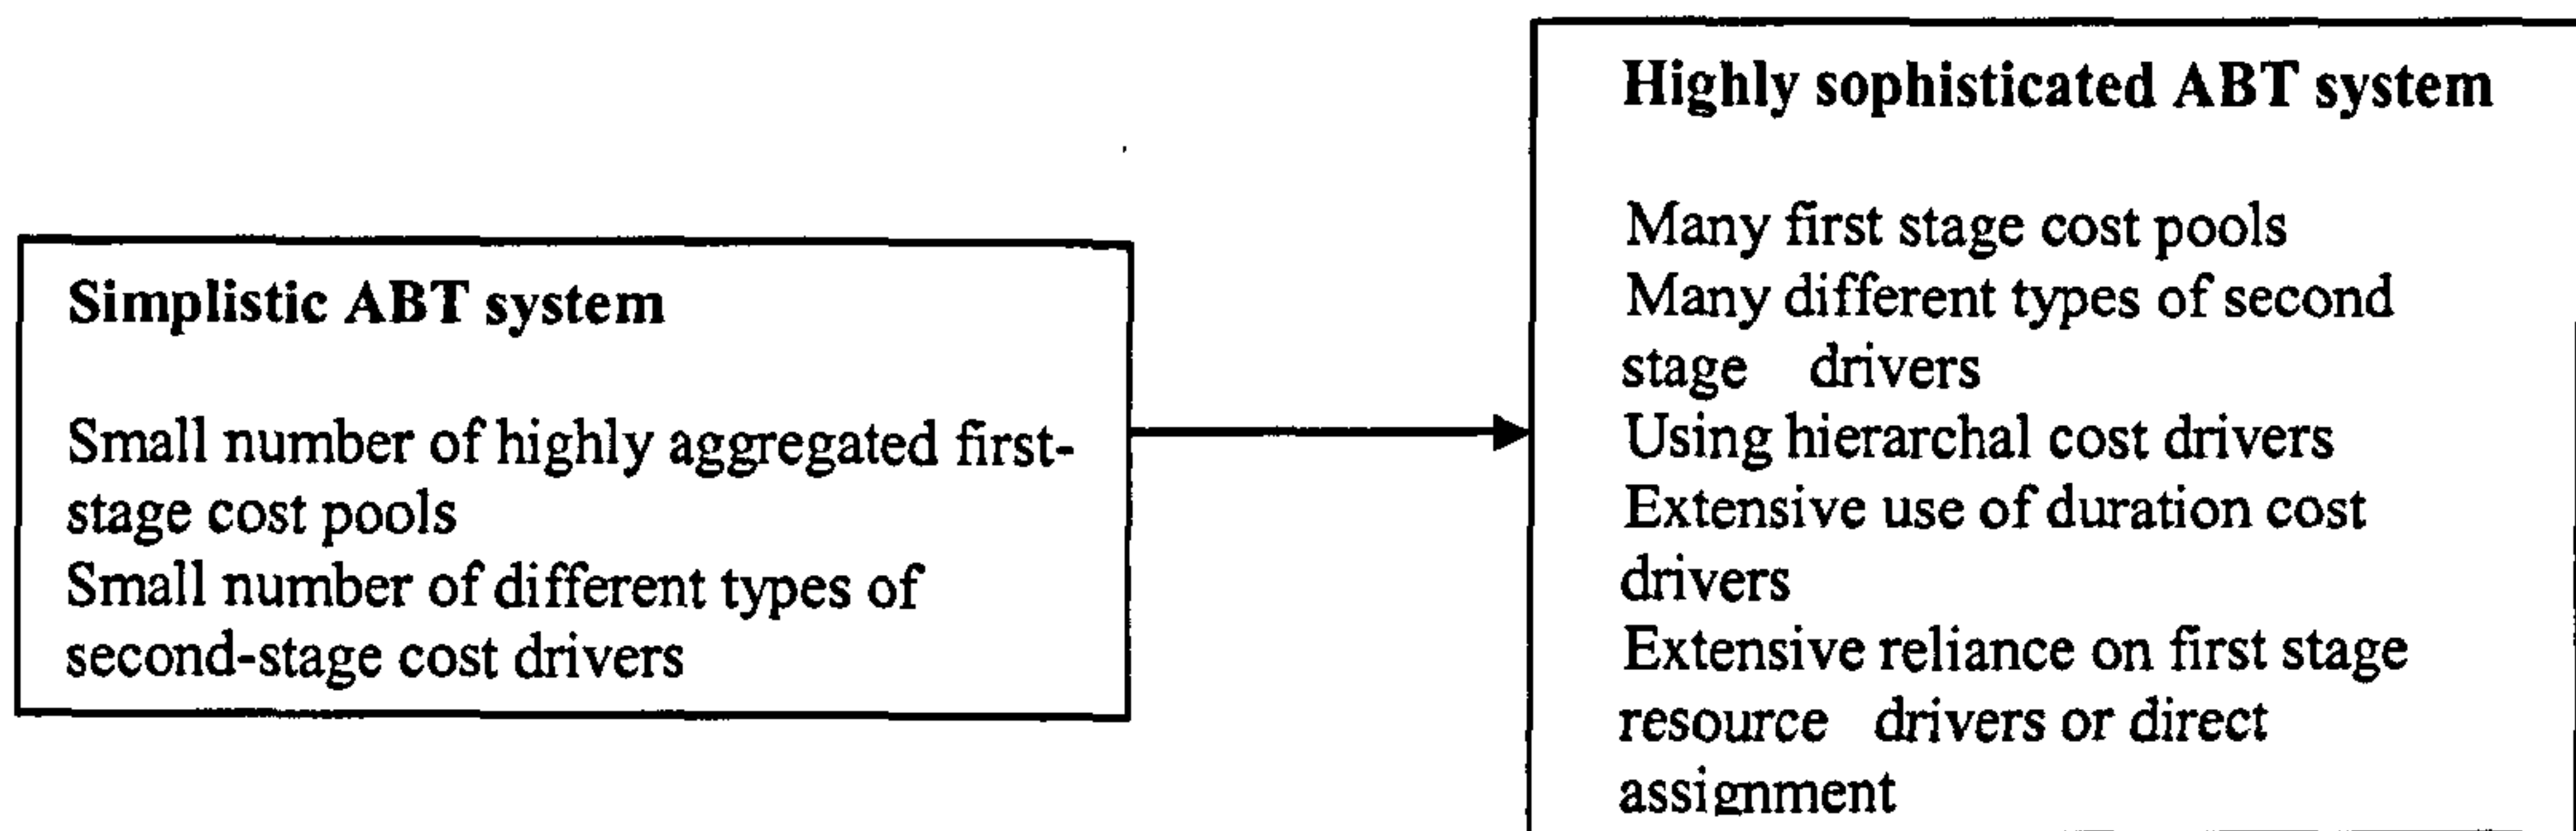 Simplistic ABT system
Small number of highly aggregated first-
stage cost pools
Small number of different types of
second-stage cost drivers
Highly sophisticated ABT system
Many first stage cost pools
Many different types of second
stage drivers
Using hierarchal cost drivers
Extensive use of duration cost
drivers
Extensive reliance on first stage
resource drivers or direct
assignment